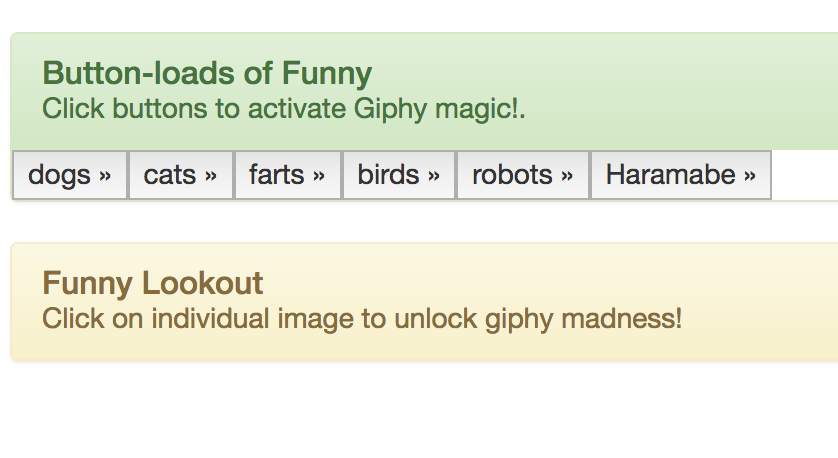 Button-loads of Funny
Click buttons to activate Giphy magic!.
dogs » cats » farts » birds » robots » Haramabe »
Funny Lookout
Click on individual image to unlock giphy madness!